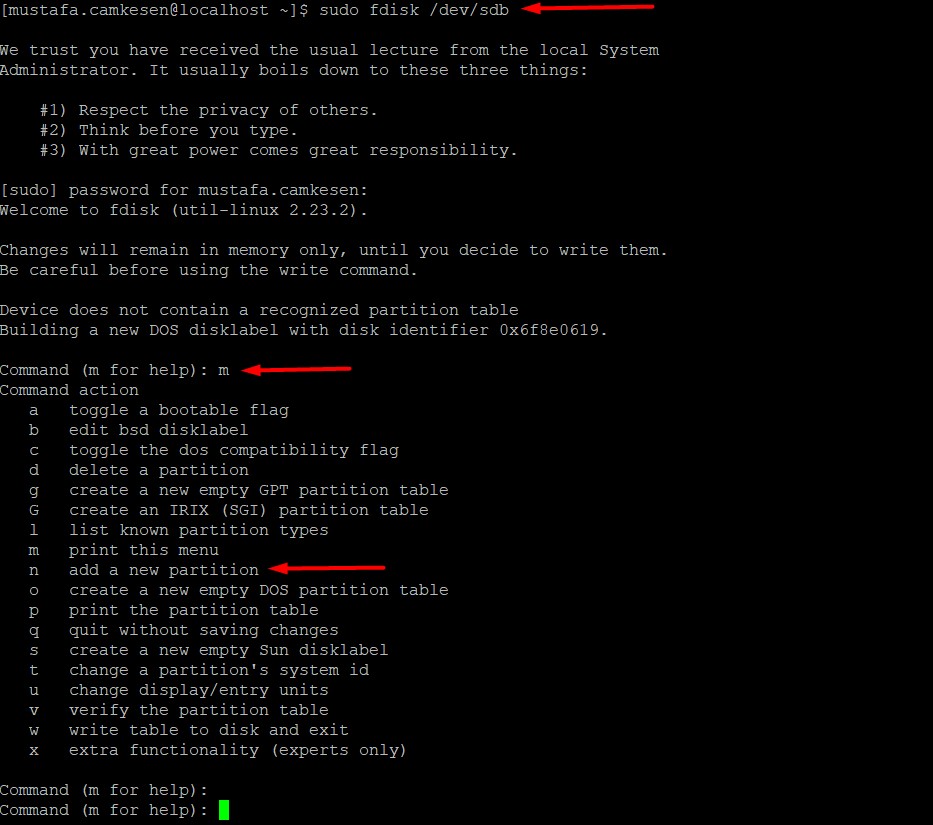 [mustafa.camkesen@localhost ~]$ sudo fdisk /dev/sdb
We trust you have received the usual lecture from the local System
Administrator. It usually boils down to these three things:
#1) Respect the privacy of others.
#2) Think before you type.
#3) With great power comes great responsibility.
[sudo] password for mustafa.camkesen:
Welcome to fdisk (util-linux 2.23.2).
Changes will remain in memory only, until you decide to write them.
Be careful before using the write command.
Device does not contain a recognized partition table
Building a new DOS disklabel with disk identifier 0x6f8e0619.
Command (m for help): m
Command action
a   toggle a bootable flag
b   edit bsd disklabel
c   toggle the dos compatibility flag
d   delete a partition
g   create a new empty GPT partition table
G   create an IRIX (SGI) partition table
l   list known partition types
m   print this menu
n   add a new partition
o   create a new empty DOS partition table
p   print the partition table
q   quit without saving changes
s   create a new empty Sun disklabel
t   change a partition's system id
u   change display/entry units
v   verify the partition table
w   write table to disk and exit
x   extra functionality (experts only)
Command (m for help):
Command (m for help):